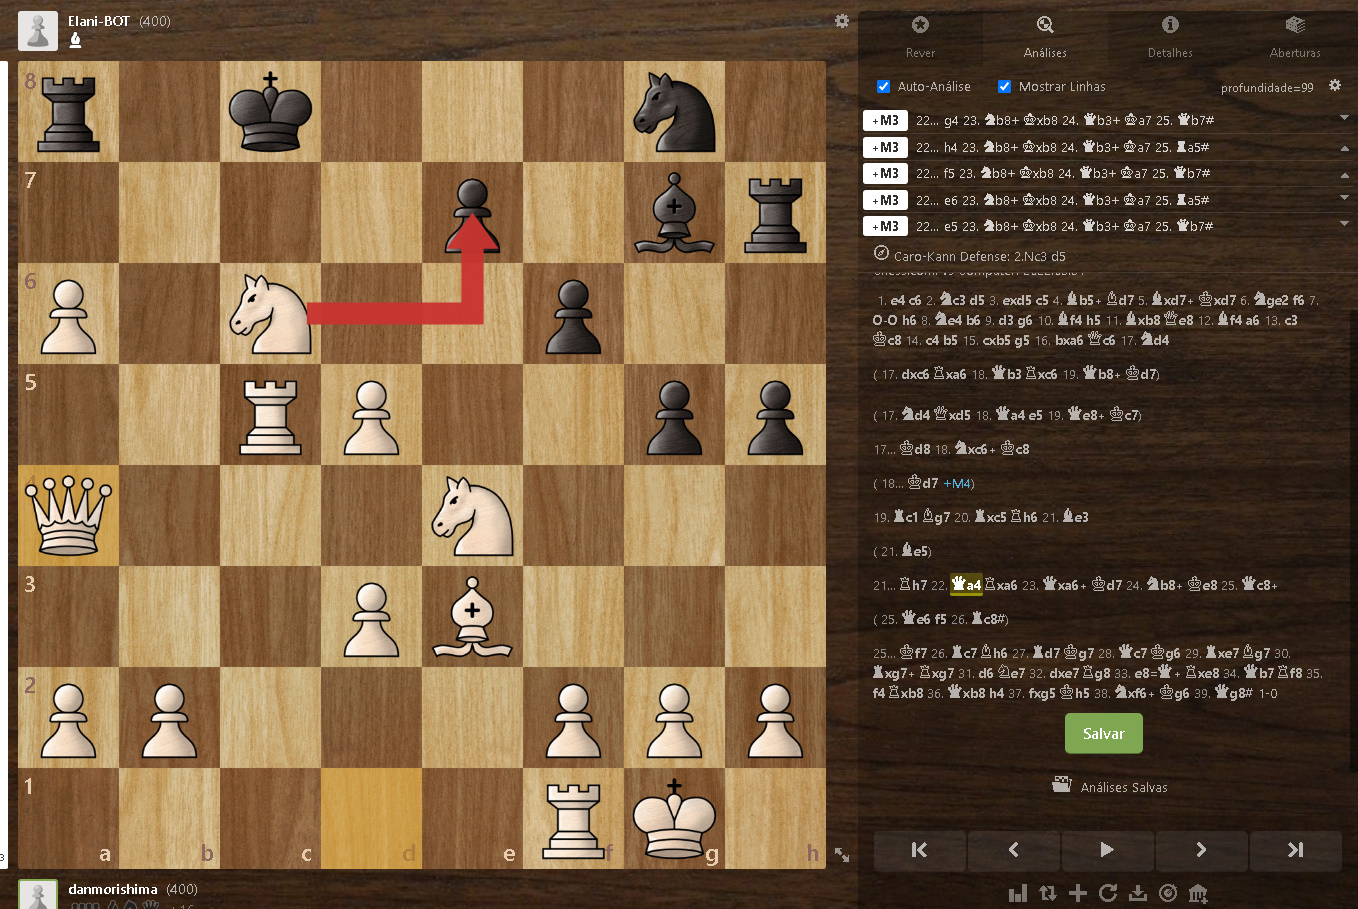 Elani-BOT (400)
8
7
6
5
3
2
1
a b c d e f g h
danmorishima (400)
Rever
Análises
Detalhes
Aberturas
Auto-Análise
Mostrar Linhas
profundidade=99
+M3 22... g4 23. ♞b8+ ♔xb8 24. ♛b3+ ♔a7 25. ♛b7#
+M3 22... h4 23. ♞b8+ ♔xb8 24. ♛b3+ ♔a7 25. ♜a5#
+M3 22... f5 23. ♞b8+ ♔xb8 24. ♛b3+ ♔a7 25. ♛b7#
+M3 22... e6 23. ♞b8+ ♔xb8 24. ♛b3+ ♔a7 25. ♜a5#
+M3 22... e5 23. ♞b8+ ♔xb8 24. ♛b3+ ♔a7 25. ♛b7#
Caro-Kann Defense: 2.Nc3 d5
1. e4 c6 2. ♞c3 d5 3. exd5 c5 4. ♝b5+ ♗d7 5. ♝xd7+ ♔xd7 6. ♞ge2 f6 7.
O-O h6 8. ♞e4 b6 9. d3 g6 10. ♝f4 h5 11. ♝xb8 ♕e8 12. ♝f4 a6 13. c3
♔c8 14. c4 b5 15. cxb5 g5 16. bxa6 ♕c6 17. ♞d4
( 17. dxc6 ♖xa6 18. ♛b3 ♖xc6 19. ♛b8+ ♔d7)
( 17. ♞d4 ♕xd5 18. ♛a4 e5 19. ♛e8+ ♔c7)
17... ♔d8 18. ♞xc6+ ♔c8
( 18... ♔d7 +M4)
19. ♜c1 ♗g7 20. ♜xc5 ♖h6 21. ♝e3
( 21. ♝e5)
21... ♖h7 22. ♛a4 ♖xa6 23. ♛xa6+ ♔d7 24. ♞b8+ ♔e8 25. ♛c8+
( 25. ♛e6 f5 26. ♜c8#)
25... ♔f7 26. ♜c7 ♗h6 27. ♜d7 ♔g7 28. ♛c7 ♔g6 29. ♜xe7 ♗g7 30.
♜xg7+ ♖xg7 31. d6 ♘e7 32. dxe7 ♖g8 33. e8=♛+ ♖xe8 34. ♛b7 ♖f8 35.
f4 ♖xb8 36. ♛xb8 h4 37. fxg5 ♔h5 38. ♞xf6+ ♔g6 39. ♛g8# 1-0
Salvar
Análises Salvas